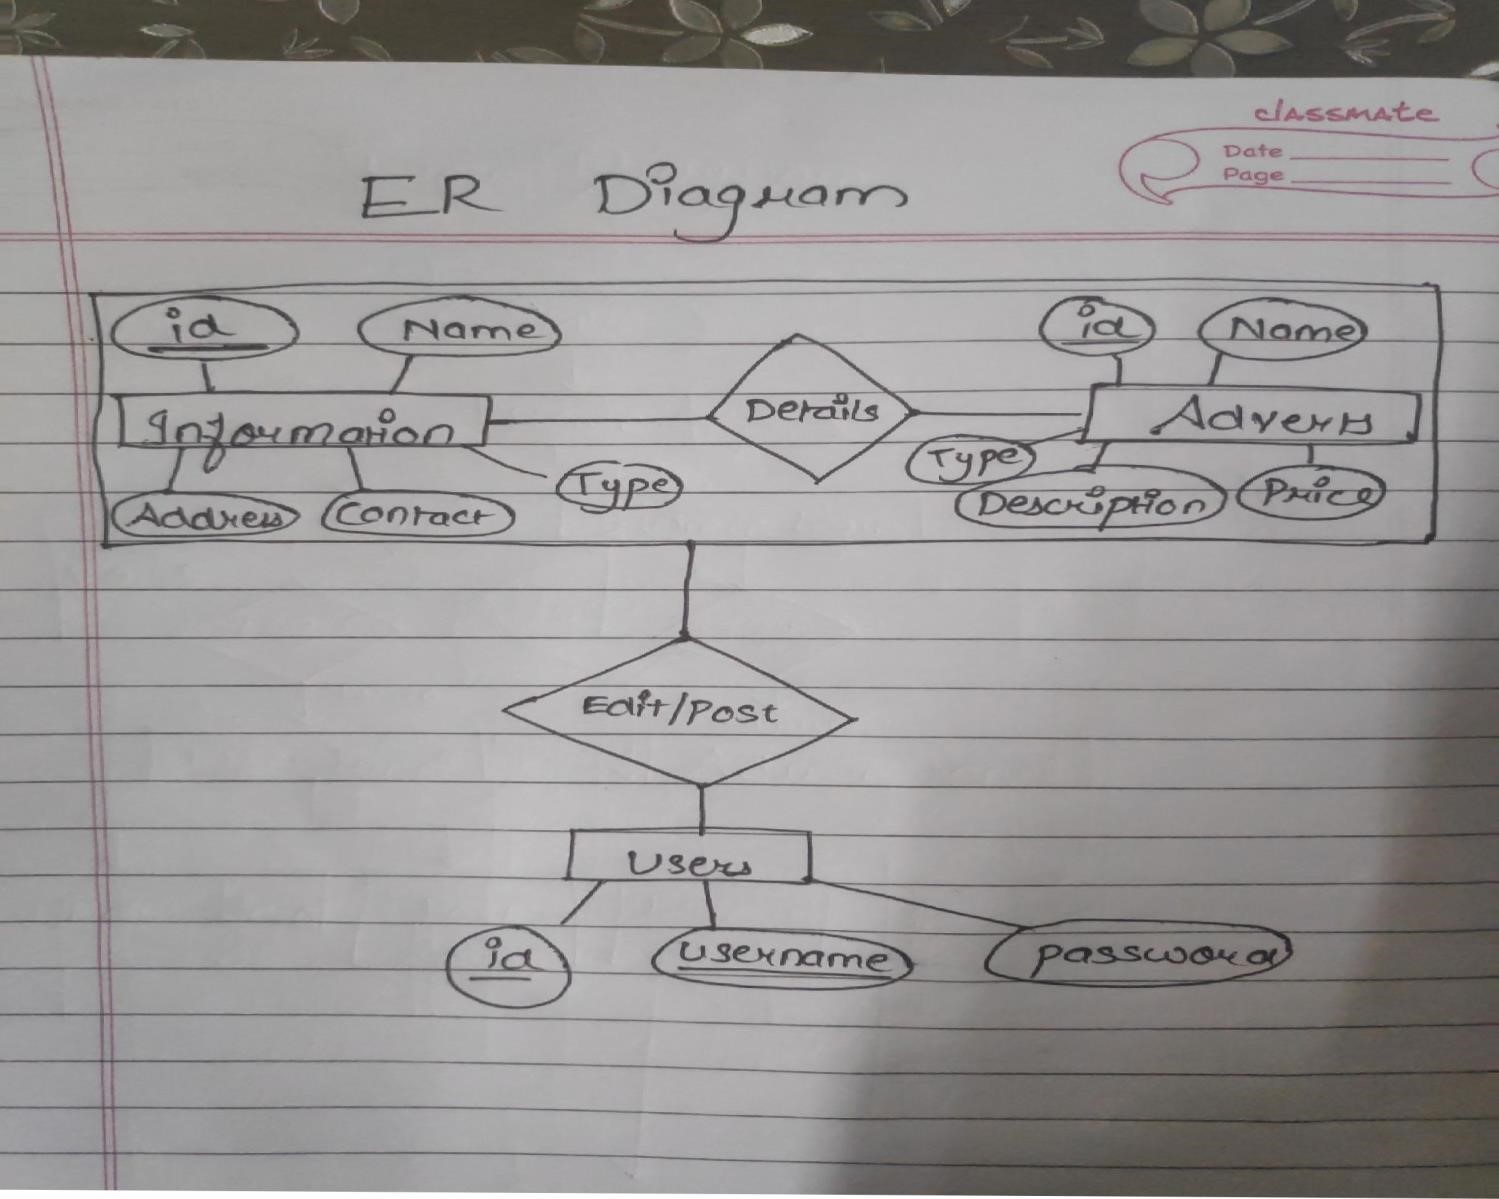 classmate
Date
Page
ER Diagram
id Name id Name
Details
Information Adverts
Type
Type
Address Contact Description Price
Edit/Post
Users
id username password